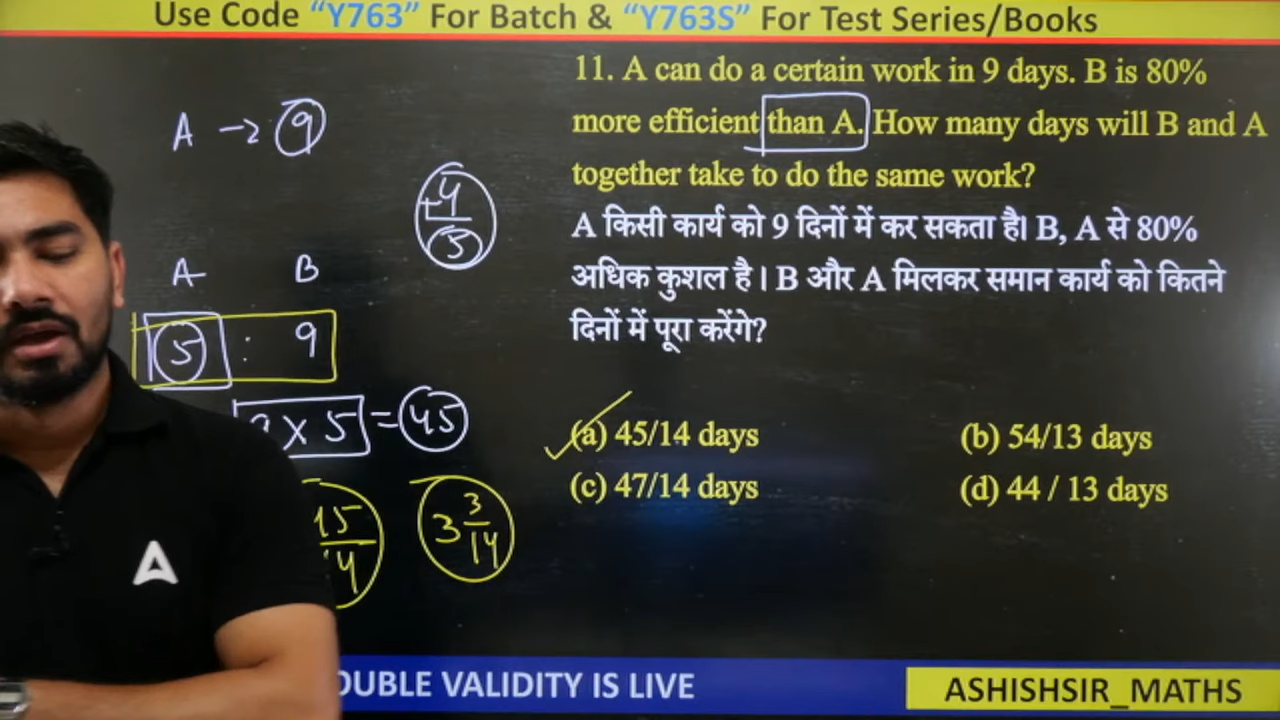 Use Code “Y763” For Batch & “Y763S” For Test Series/Books
11. A can do a certain work in 9 days. B is 80%
more efficient than A. How many days will B and A
together take to do the same work?
A किसी कार्य को 9 दिनों में कर सकता है। B, A से 80%
अधिक कुशल है । B और A मिलकर समान कार्य को कितने
दिनों में पूरा करेंगे?
(a) 45/14 days (b) 54/13 days
(c) 47/14 days (d) 44 / 13 days
A → 9
+4/5
A B
5 : 9
x 5 = 45
3 3/14
VALIDITY IS LIVE
ASHISHSIR_MATHS